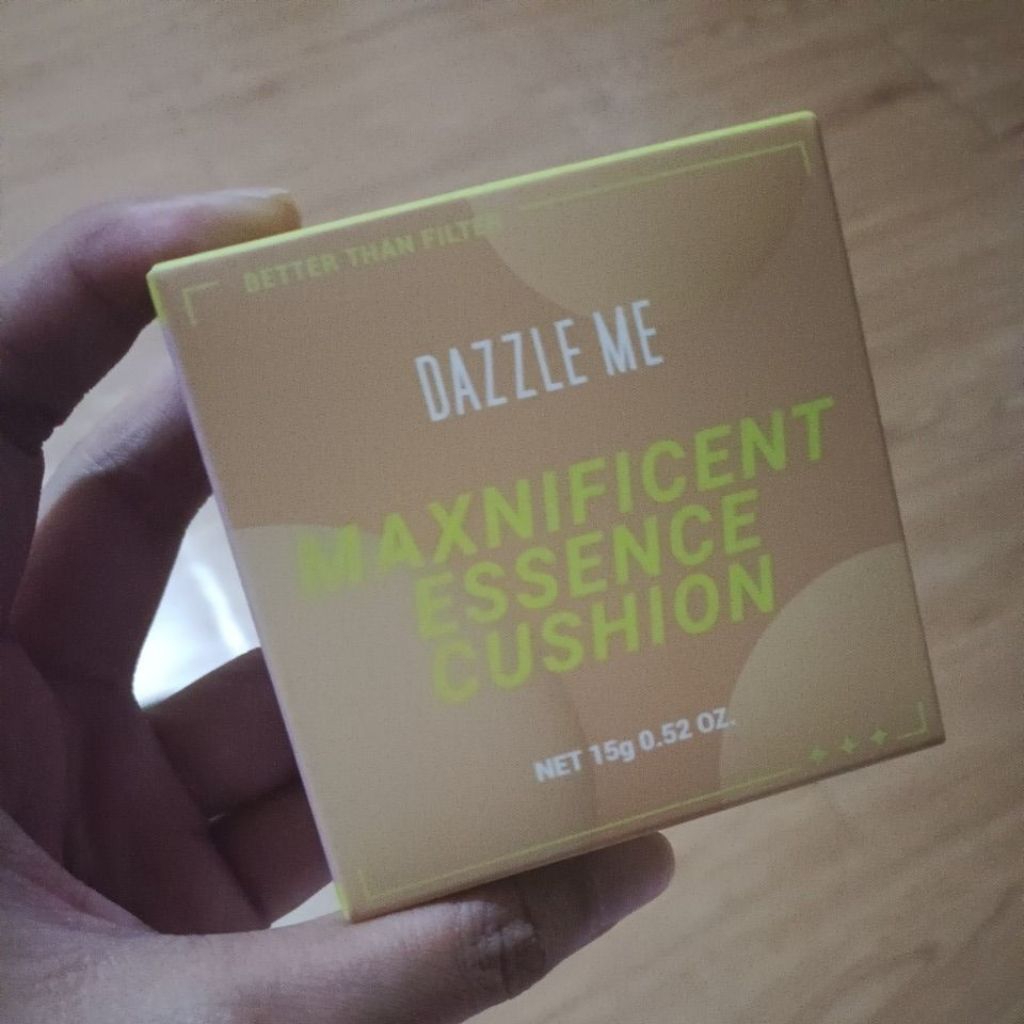 BETTER THAN FILTER
DAZZLE ME
MAXNIFICENT
ESSENCE
CUSHION
NET 15g 0.52 OZ.